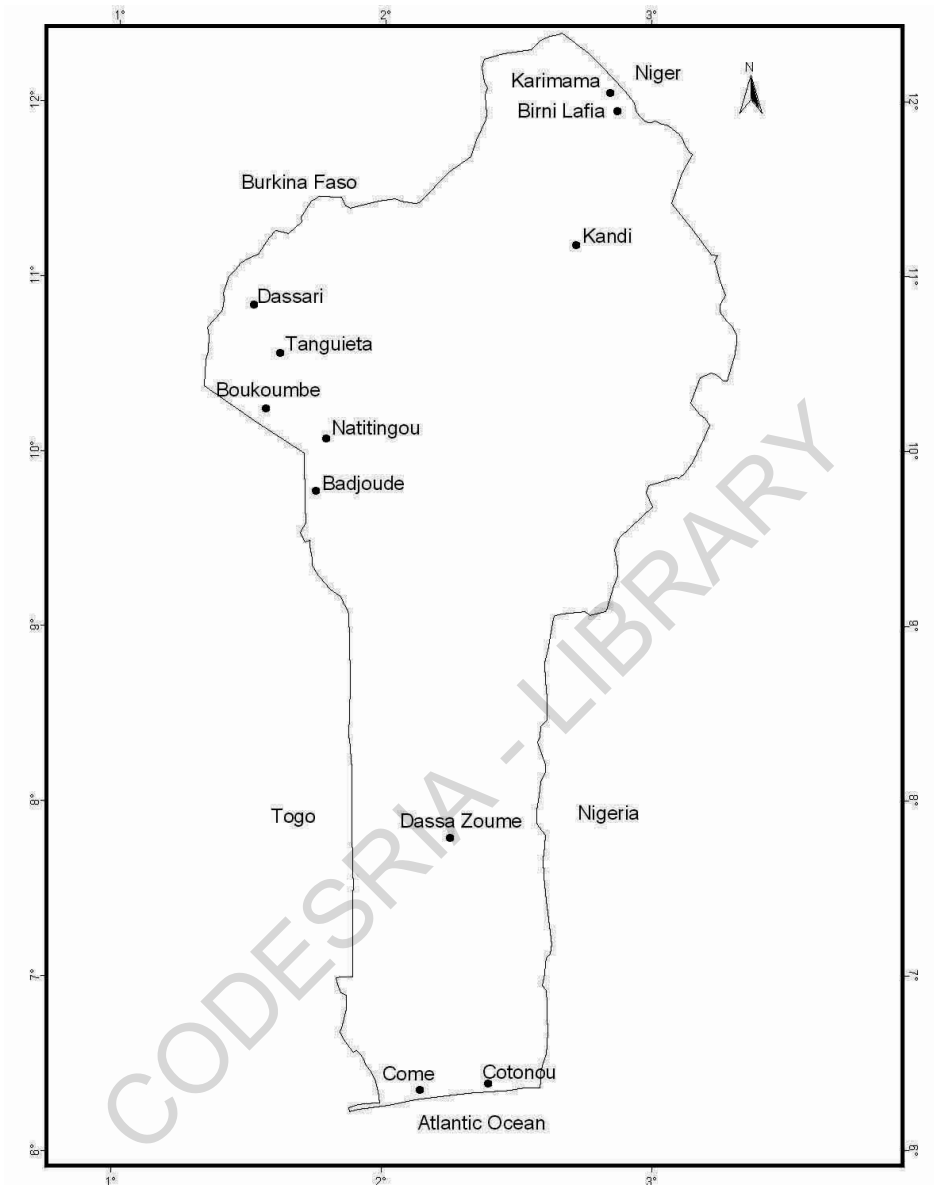 1° 2° 3°
N
Karimama Niger
12° 12°
Birni Lafia
Burkina Faso
Kandi
11° 11°
Dassari
Tanguieta
Boukoumbe
Natitingou
10° 10°
Badjoude
9° 9°
8° 8°
Togo Dassa Zoume Nigeria
7° 7°
Come Cotonou
Atlantic Ocean
6° 6°
1° 2° 3°
CODESRIA - LIBRARY